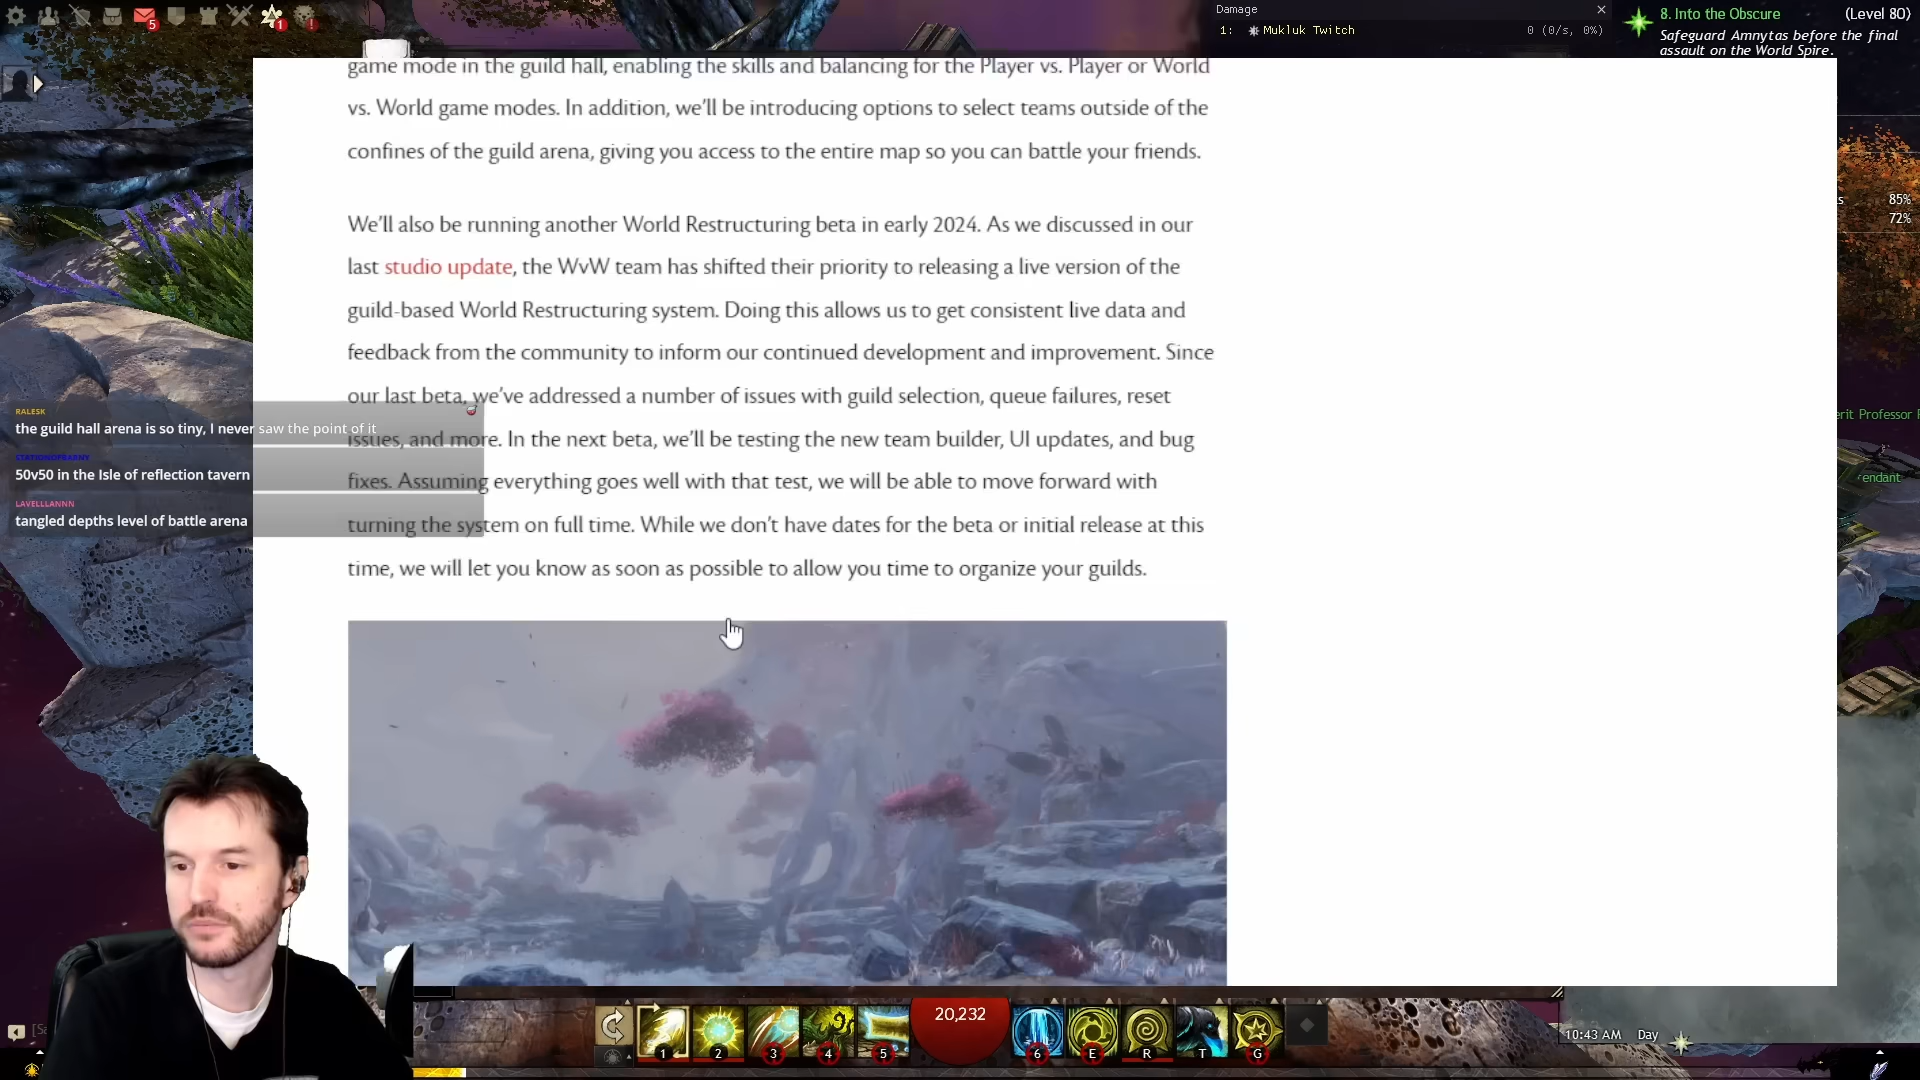 Damage
1: Mukluk Twitch 0 (0/s, 0%)
8. Into the Obscure (Level 80)
Safeguard Amnytas before the final
assault on the World Spire.
5
1
game mode in the guild hall, enabling the skills and balancing for the Player vs. Player or World
vs. World game modes. In addition, we'll be introducing options to select teams outside of the
confines of the guild arena, giving you access to the entire map so you can battle your friends.
We'll also be running another World Restructuring beta in early 2024. As we discussed in our
last studio update, the WvW team has shifted their priority to releasing a live version of the
guild-based World Restructuring system. Doing this allows us to get consistent live data and
feedback from the community to inform our continued development and improvement. Since
our last beta, we've addressed a number of issues with guild selection, queue failures, reset
issues, and more. In the next beta, we'll be testing the new team builder, UI updates, and bug
fixes. Assuming everything goes well with that test, we will be able to move forward with
turning the system on full time. While we don't have dates for the beta or initial release at this
time, we will let you know as soon as possible to allow you time to organize your guilds.
RALESK
the guild hall arena is so tiny, I never saw the point of it
50v50 in the Isle of reflection tavern
LAVELLLANNN
tangled depths level of battle arena
s 85%
72%
erit Professor
endant
20,232
1 2 3 4 5 6 E R T G
10:43 AM Day